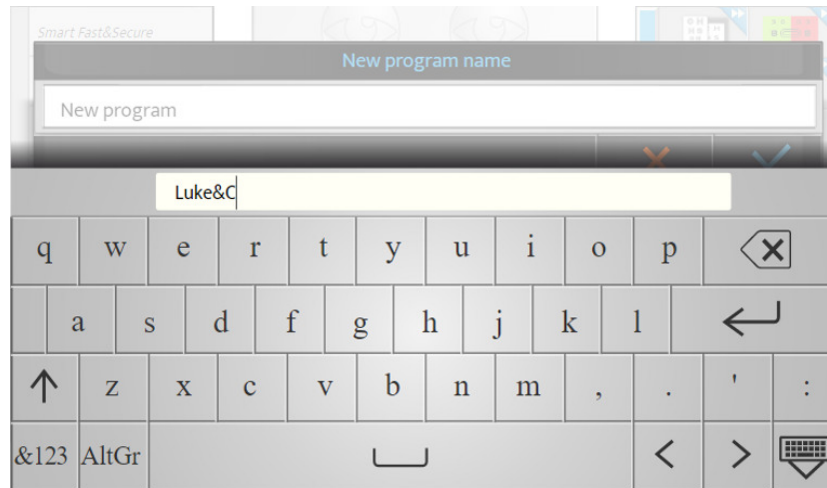 Smart Fast&Secure
New program name
New program
Luke&C
q w e r t y u i o p
a s d f g h j k l
z x c v b n m , . ' :
&123 AltGr < >